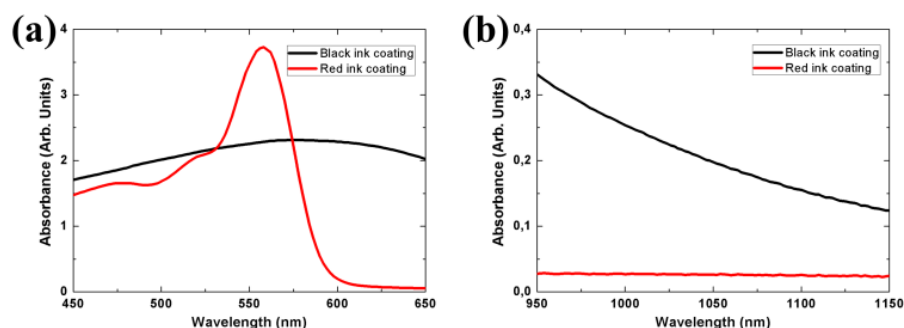 (a)
Absorbance (Arb. Units)
4
3
2
1
0
450 500 550 600 650
Wavelength (nm)
Black ink coating
Red ink coating
(b)
Absorbance (Arb. Units)
0,4
0,3
0,2
0,1
0,0
950 1000 1050 1100 1150
Wavelength (nm)
Black ink coating
Red ink coating